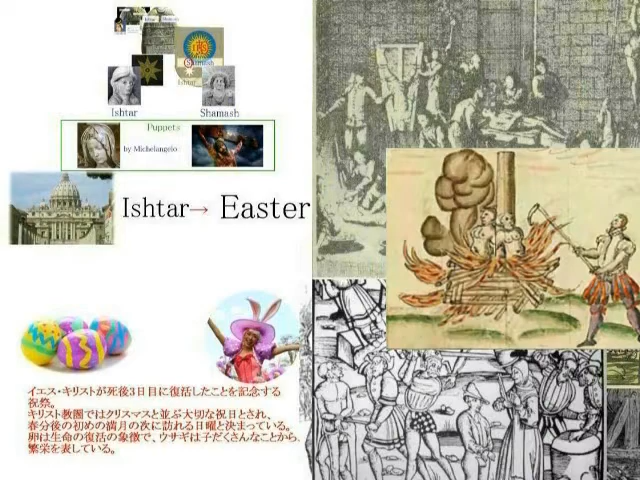 IHS
Shamash
Ishtar
Ishtar
Shamash
Puppets
by Michelangelo
Ishtar→ Easter
イエス・キリストが死後3日目に復活したことを記念する
祝祭。
キリスト教圏ではクリスマスと並ぶ大切な祝日とされ、
春分後の初めの満月の次に訪れる日曜と決まっている。
卵は生命の復活の象徴で、ウサギは子だくさんなことから、
繁栄を表している。